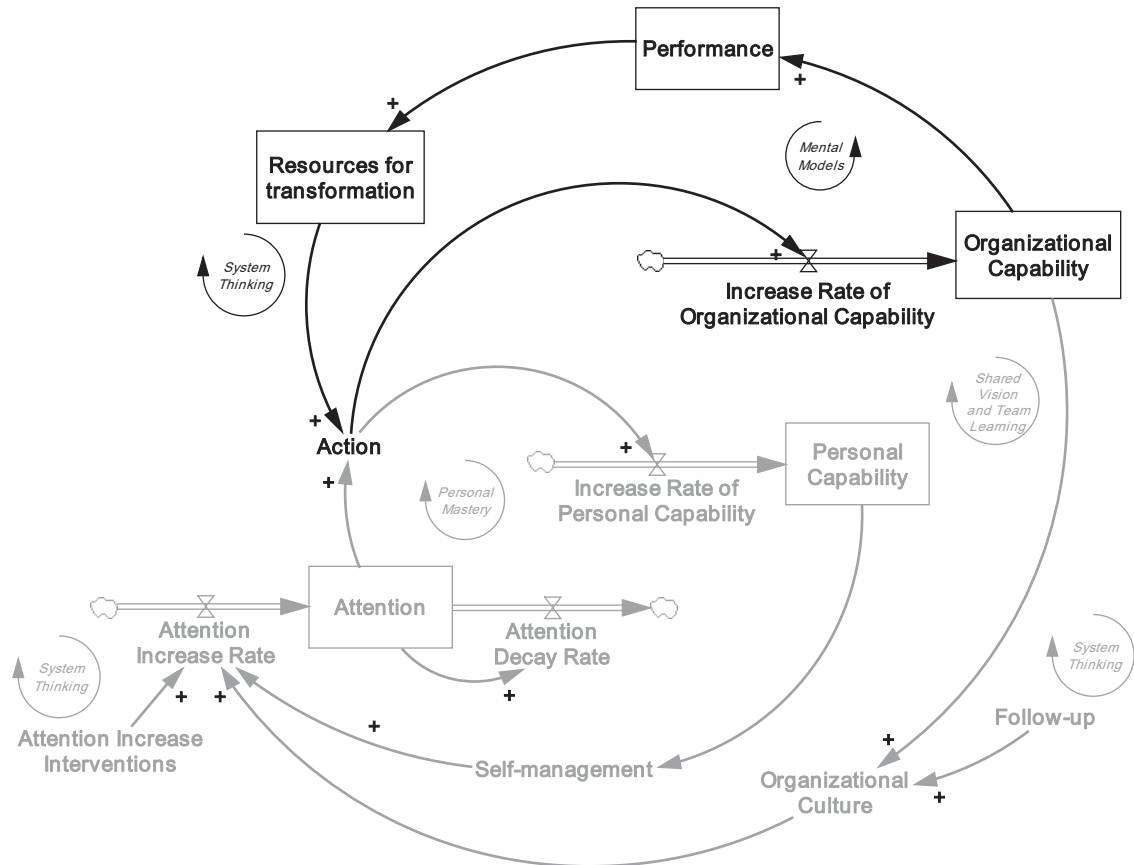 Performance
+
+
Mental
Models
Resources for
transformation
Organizational
Capability
System
Thinking
+
Increase Rate of
Organizational Capability
Shared
Vision
and Team
Learning
+
Action
+
Personal
Capability
+
Personal
Mastery
Increase Rate of
Personal Capability
Attention
Attention
Increase Rate
Attention
Decay Rate
System
Thinking
System
Thinking
+
+
+
+
Follow-up
Attention Increase
Interventions
Self-management
+
Organizational
Culture
+